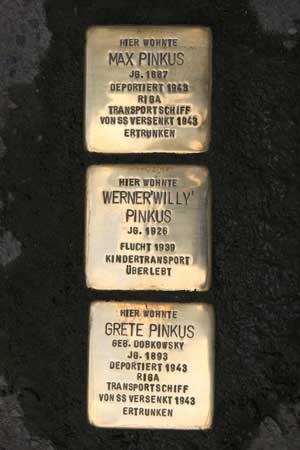 HIER WOHNTE
MAX PINKUS
JG. 1887
DEPORTIERT 1943
RIGA
TRANSPORTSCHIFF
VON SS VERSENKT 1943
ERTRUNKEN
HIER WOHNTE
WERNER 'WILLY'
PINKUS
JG. 1926
FLUCHT 1939
KINDERTRANSPORT
ÜBERLEBT
HIER WOHNTE
GRETE PINKUS
GEB. DOBKOWSKY
JG. 1893
DEPORTIERT 1943
RIGA
TRANSPORTSCHIFF
VON SS VERSENKT 1943
ERTRUNKEN